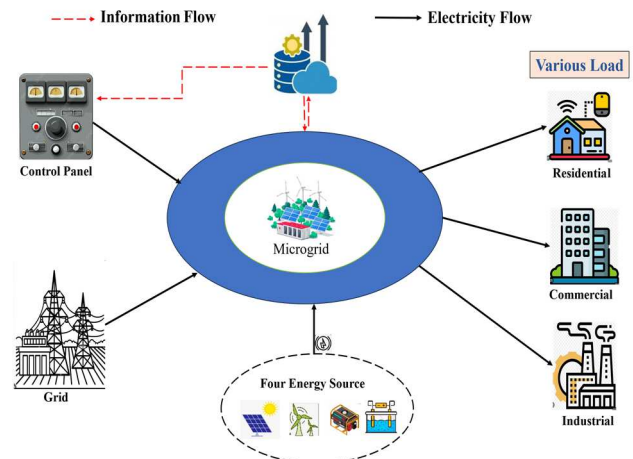 Information Flow
Electricity Flow
Various Load
Control Panel
Residential
Microgrid
Commercial
Grid
Four Energy Source
Industrial